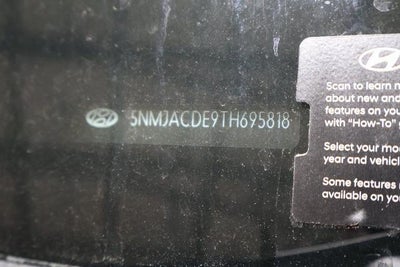 5NMJACDE9TH695818
Scan to learn m
about new and
features on you
with "How-To" g
Select your mod
year and vehicl
Some features m
available on yo